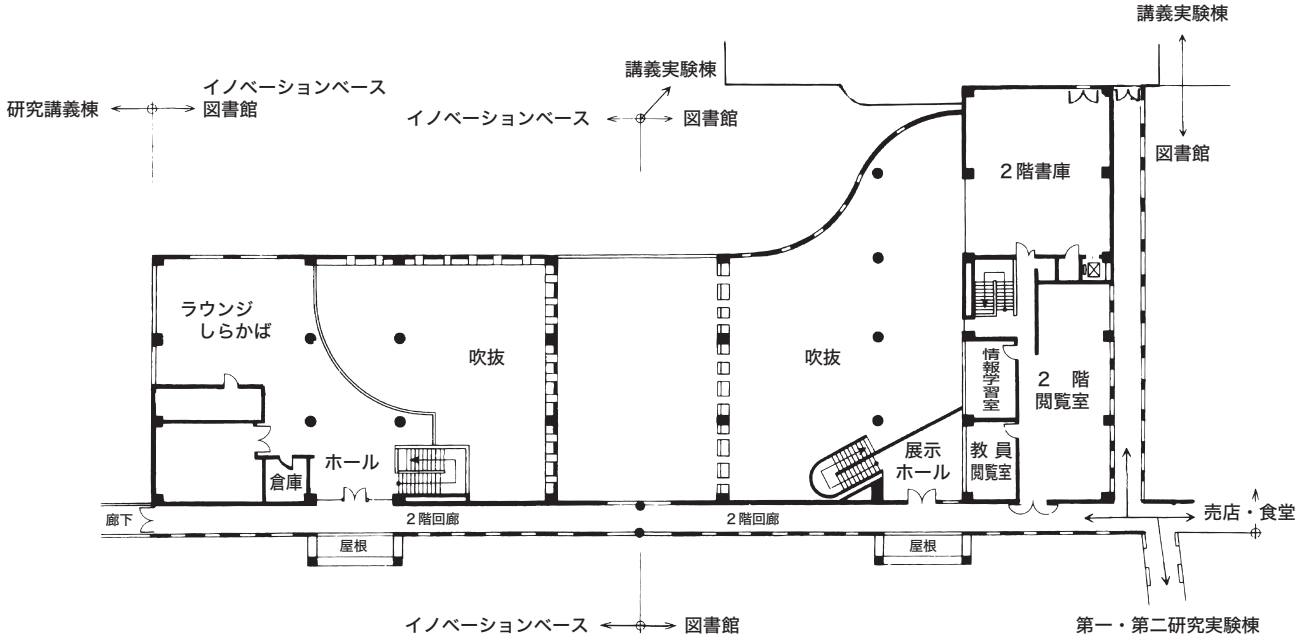 講義実験棟
イノベーションベース
研究講義棟
図書館
講義実験棟
イノベーションベース
図書館
図書館
2階書庫
ラウンジ
しらかば
吹抜
吹抜
情報学習室
2 階
閲覧室
ホール
倉庫
展示
ホール
教員
閲覧室
廊下
2階回廊
2階回廊
売店・食堂
屋根
屋根
イノベーションベース
図書館
第一・第二研究実験棟